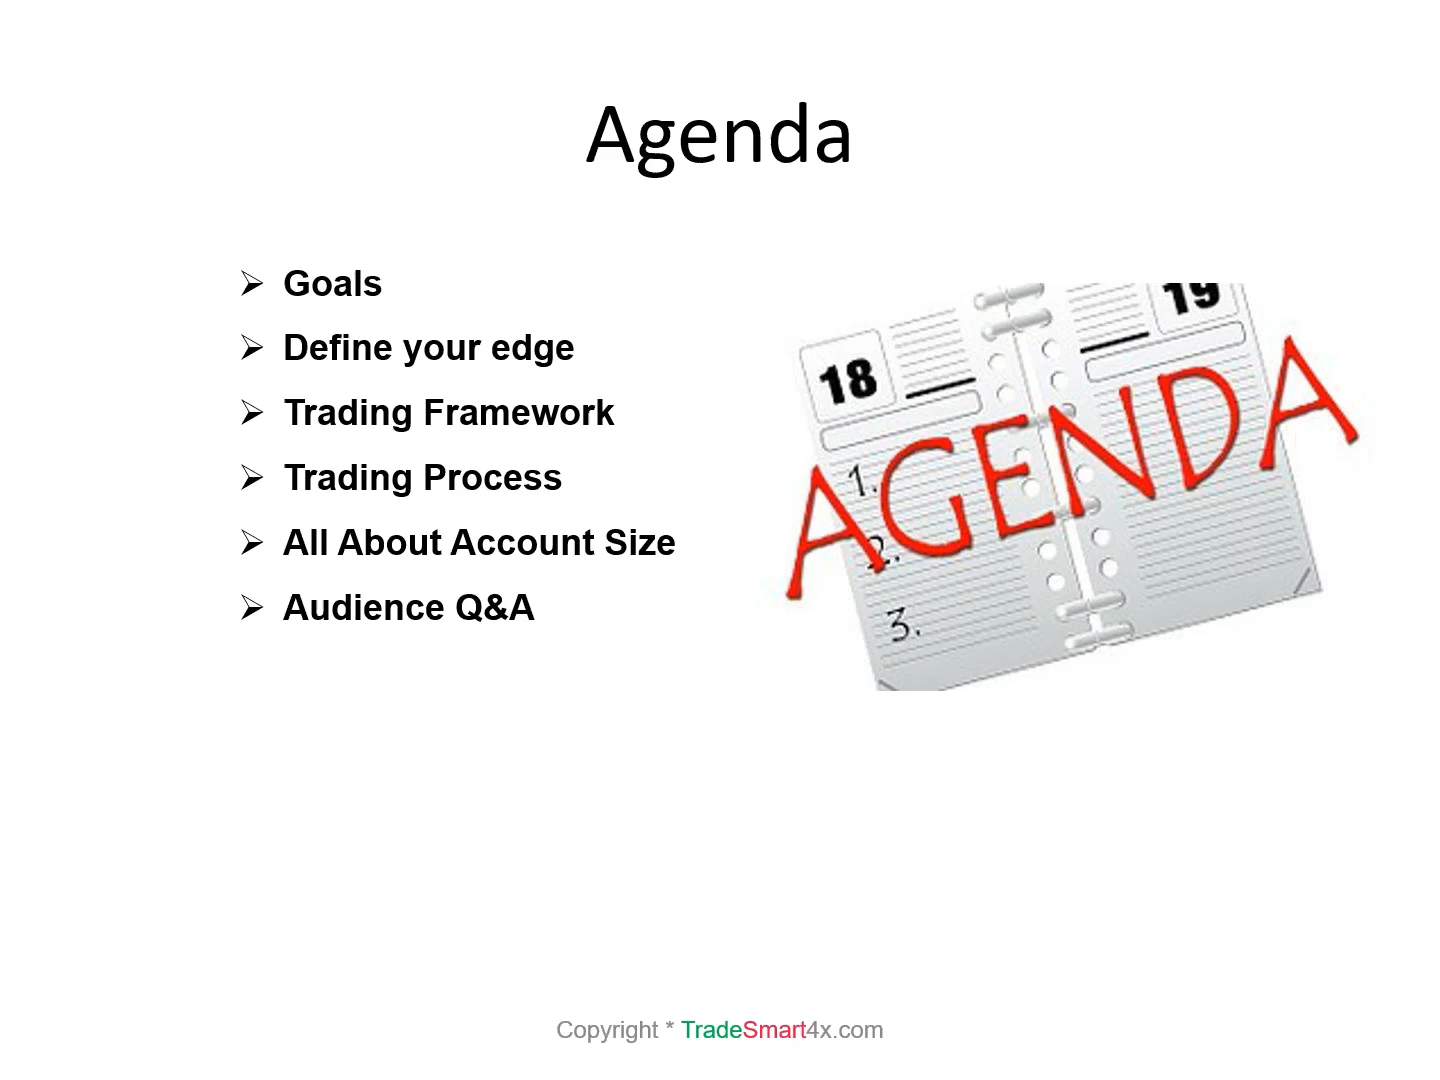 Agenda
Goals
Define your edge
Trading Framework
Trading Process
All About Account Size
Audience Q&A
18
19
AGENDA
1.
2.
3.
Copyright * TradeSmart4x.com